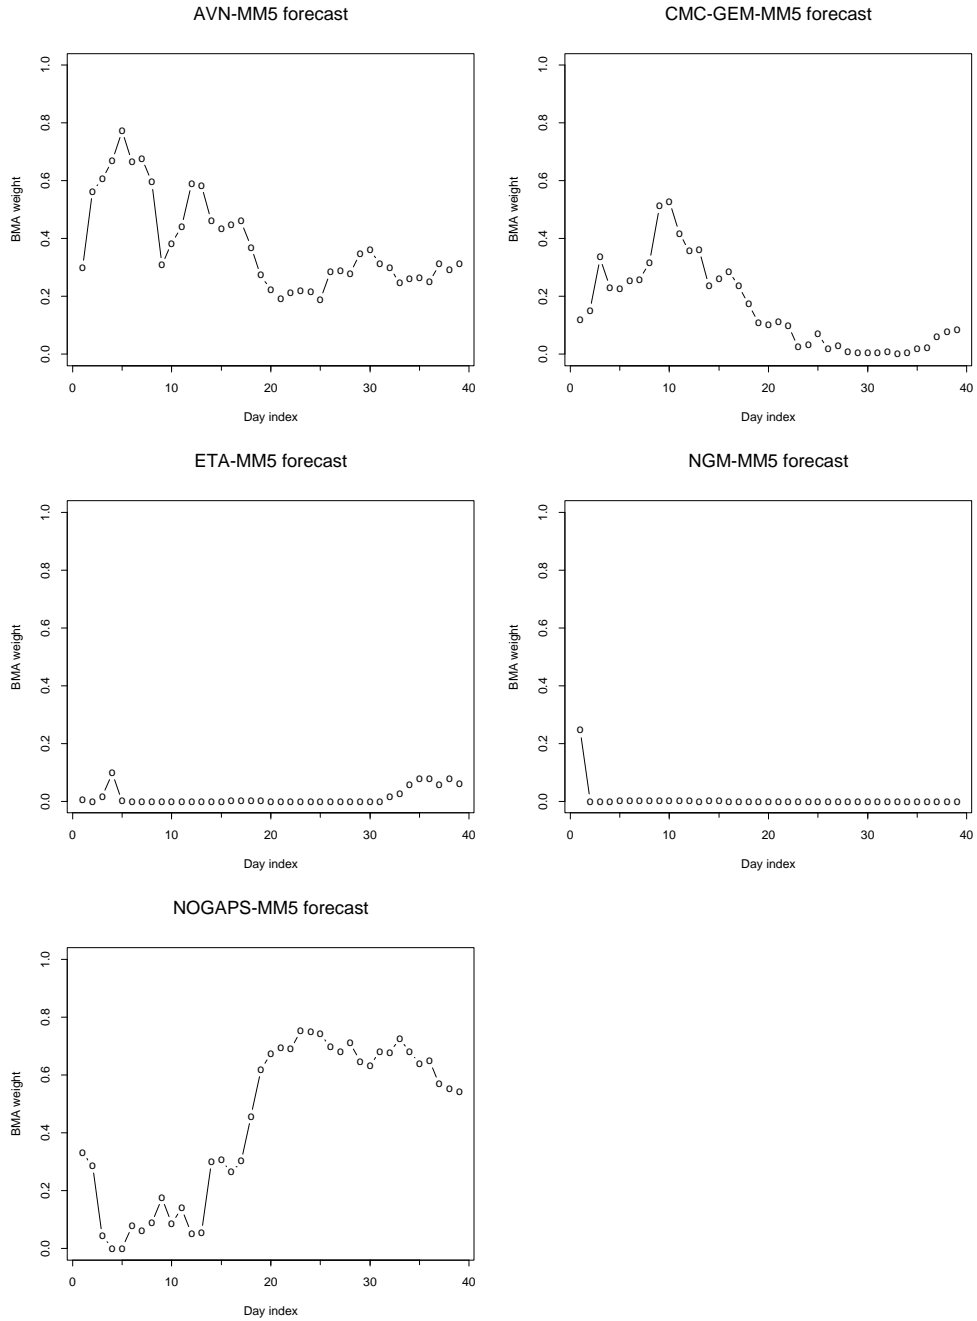 AVN-MM5 forecast
BMA weight
1.0
0.8
0.6
0.4
0.2
0.0
0 10 20 30 40
Day index
CMC-GEM-MM5 forecast
BMA weight
1.0
0.8
0.6
0.4
0.2
0.0
0 10 20 30 40
Day index
ETA-MM5 forecast
BMA weight
1.0
0.8
0.6
0.4
0.2
0.0
0 10 20 30 40
Day index
NGM-MM5 forecast
BMA weight
1.0
0.8
0.6
0.4
0.2
0.0
0 10 20 30 40
Day index
NOGAPS-MM5 forecast
BMA weight
1.0
0.8
0.6
0.4
0.2
0.0
0 10 20 30 40
Day index